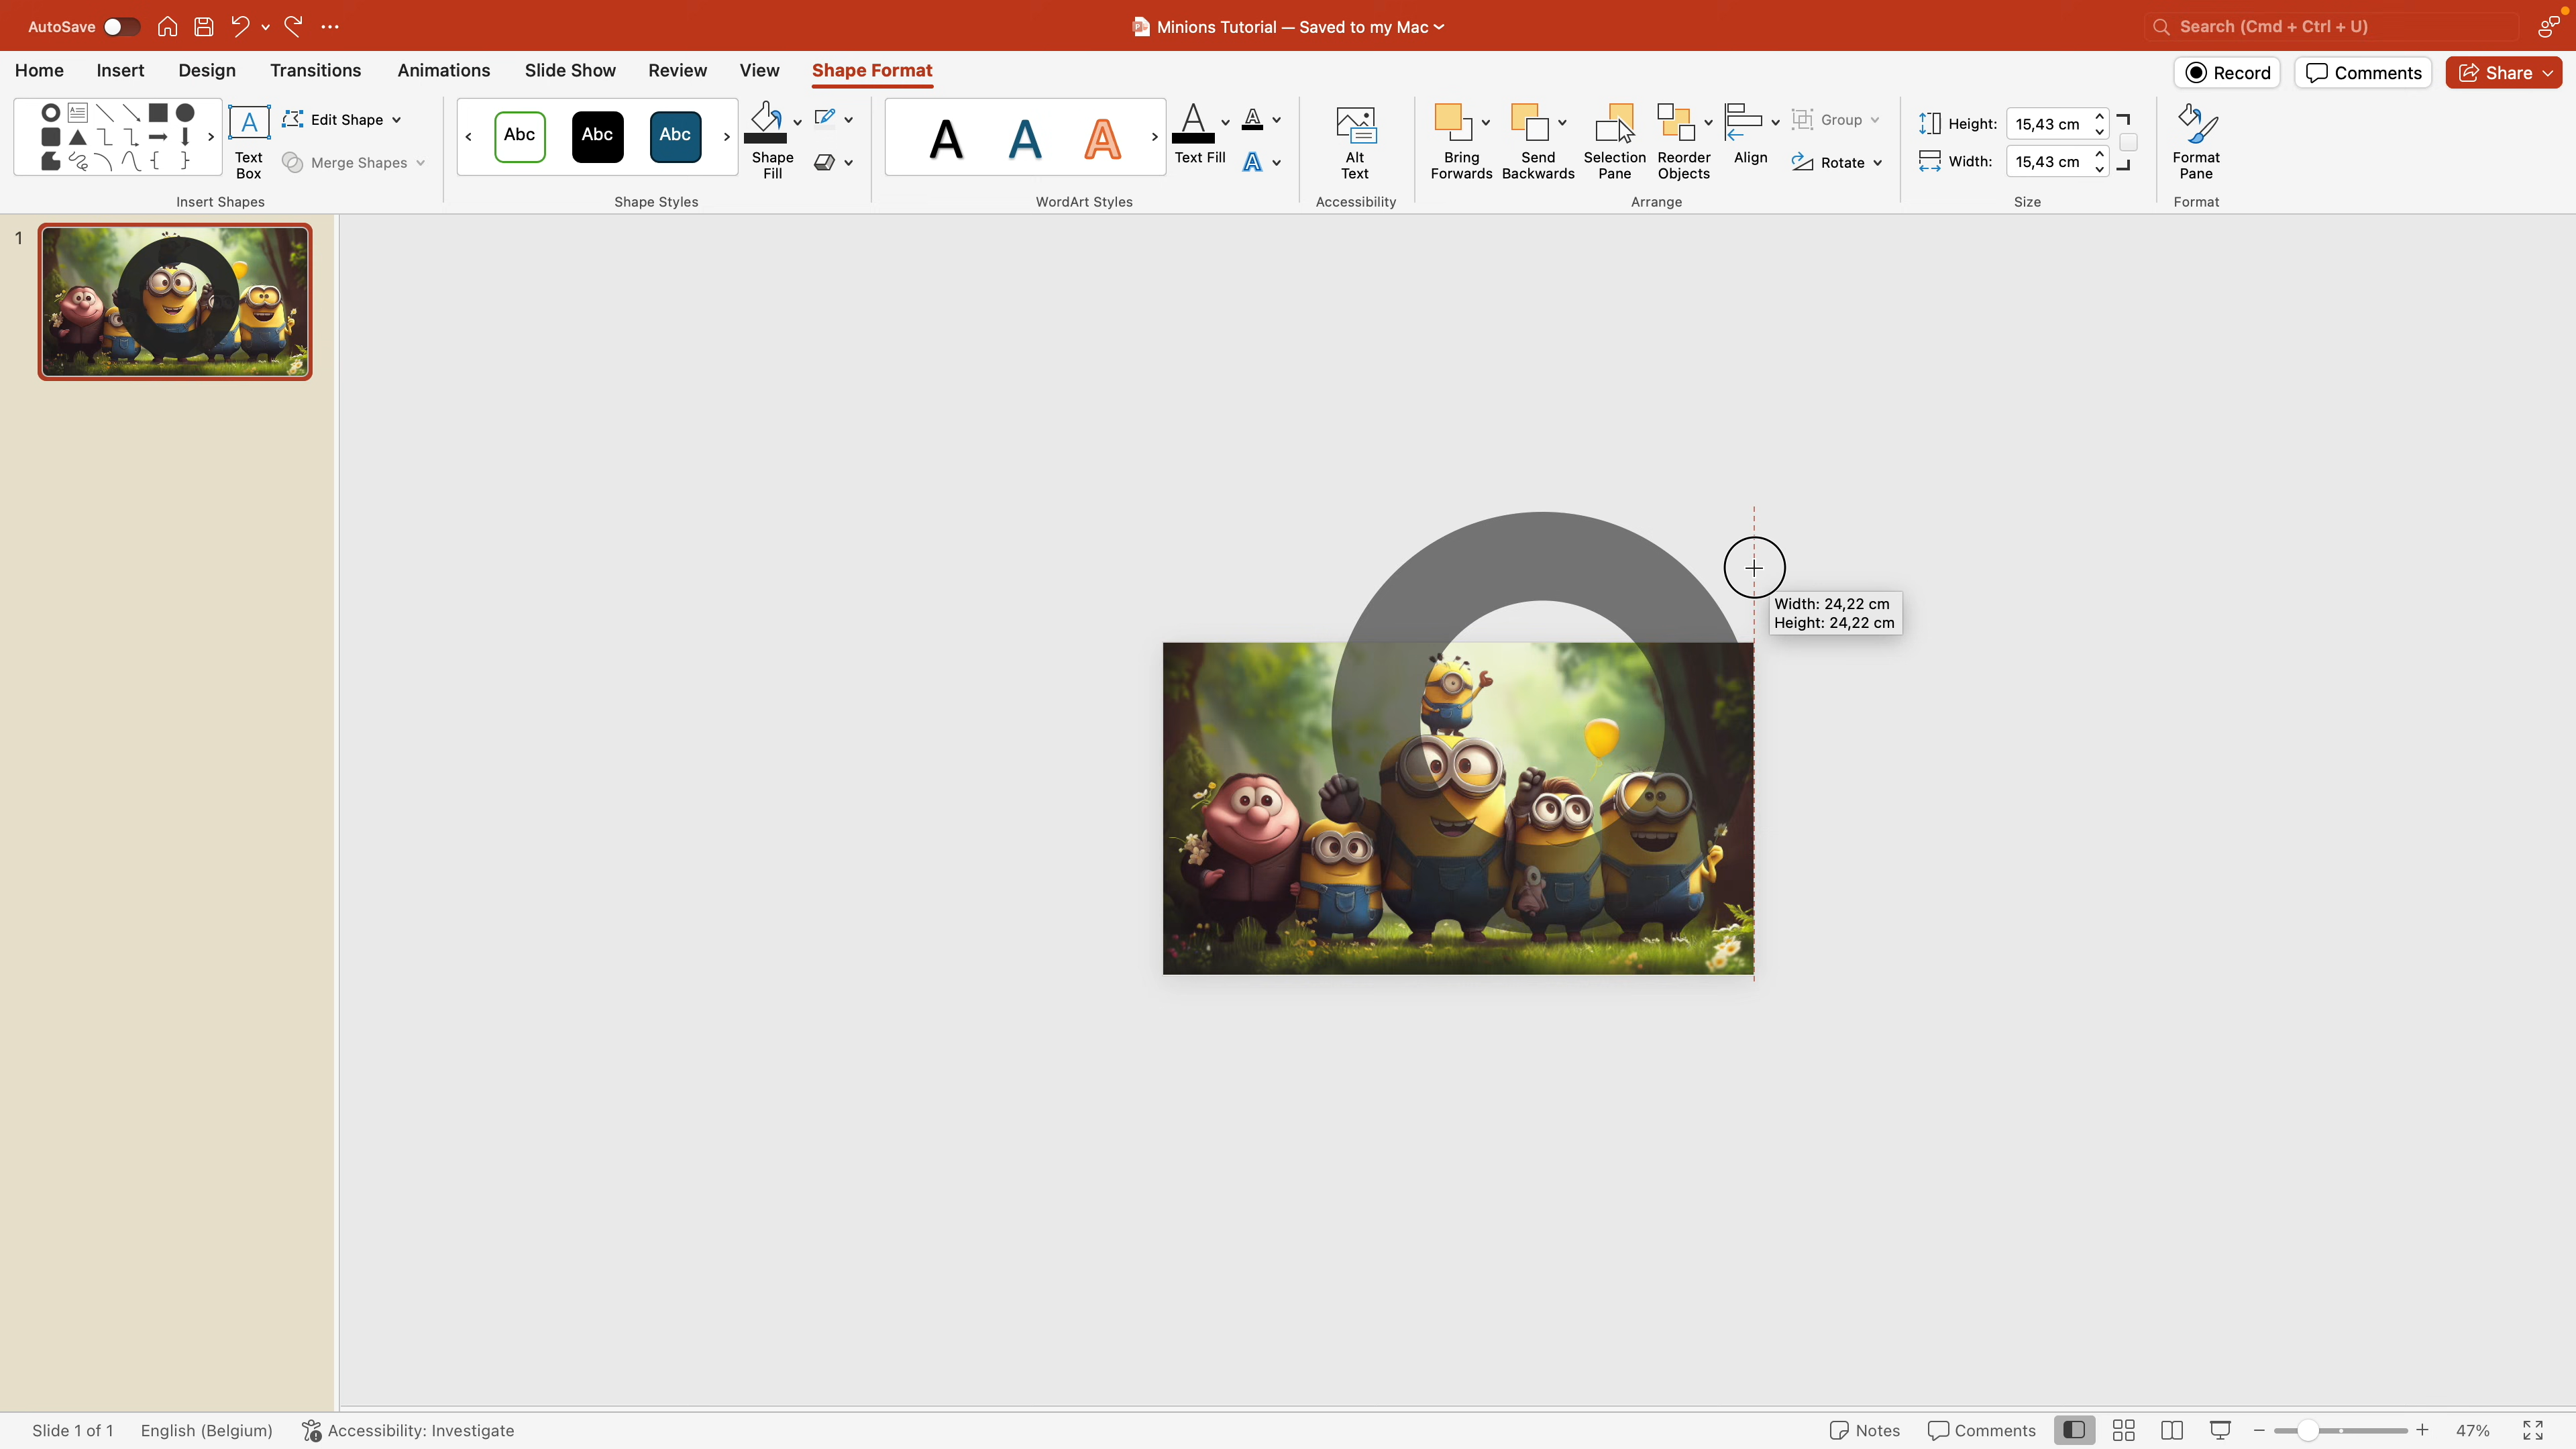 AutoSave
Minions Tutorial — Saved to my Mac
Search (Cmd + Ctrl + U)
Home Insert Design Transitions Animations Slide Show Review View Shape Format
Record Comments Share
A
Text Box
Edit Shape
Merge Shapes
Insert Shapes
Abc Abc Abc
Shape Fill
Shape Styles
A A A
Text Fill
WordArt Styles
Alt Text
Accessibility
Bring Forwards
Send Backwards
Selection Pane
Reorder Objects
Align
Group
Rotate
Arrange
Height: 15,43 cm
Width: 15,43 cm
Size
Format Pane
Format
1
Width: 24,22 cm
Height: 24,22 cm
Slide 1 of 1 English (Belgium) Accessibility: Investigate
Notes Comments 47%